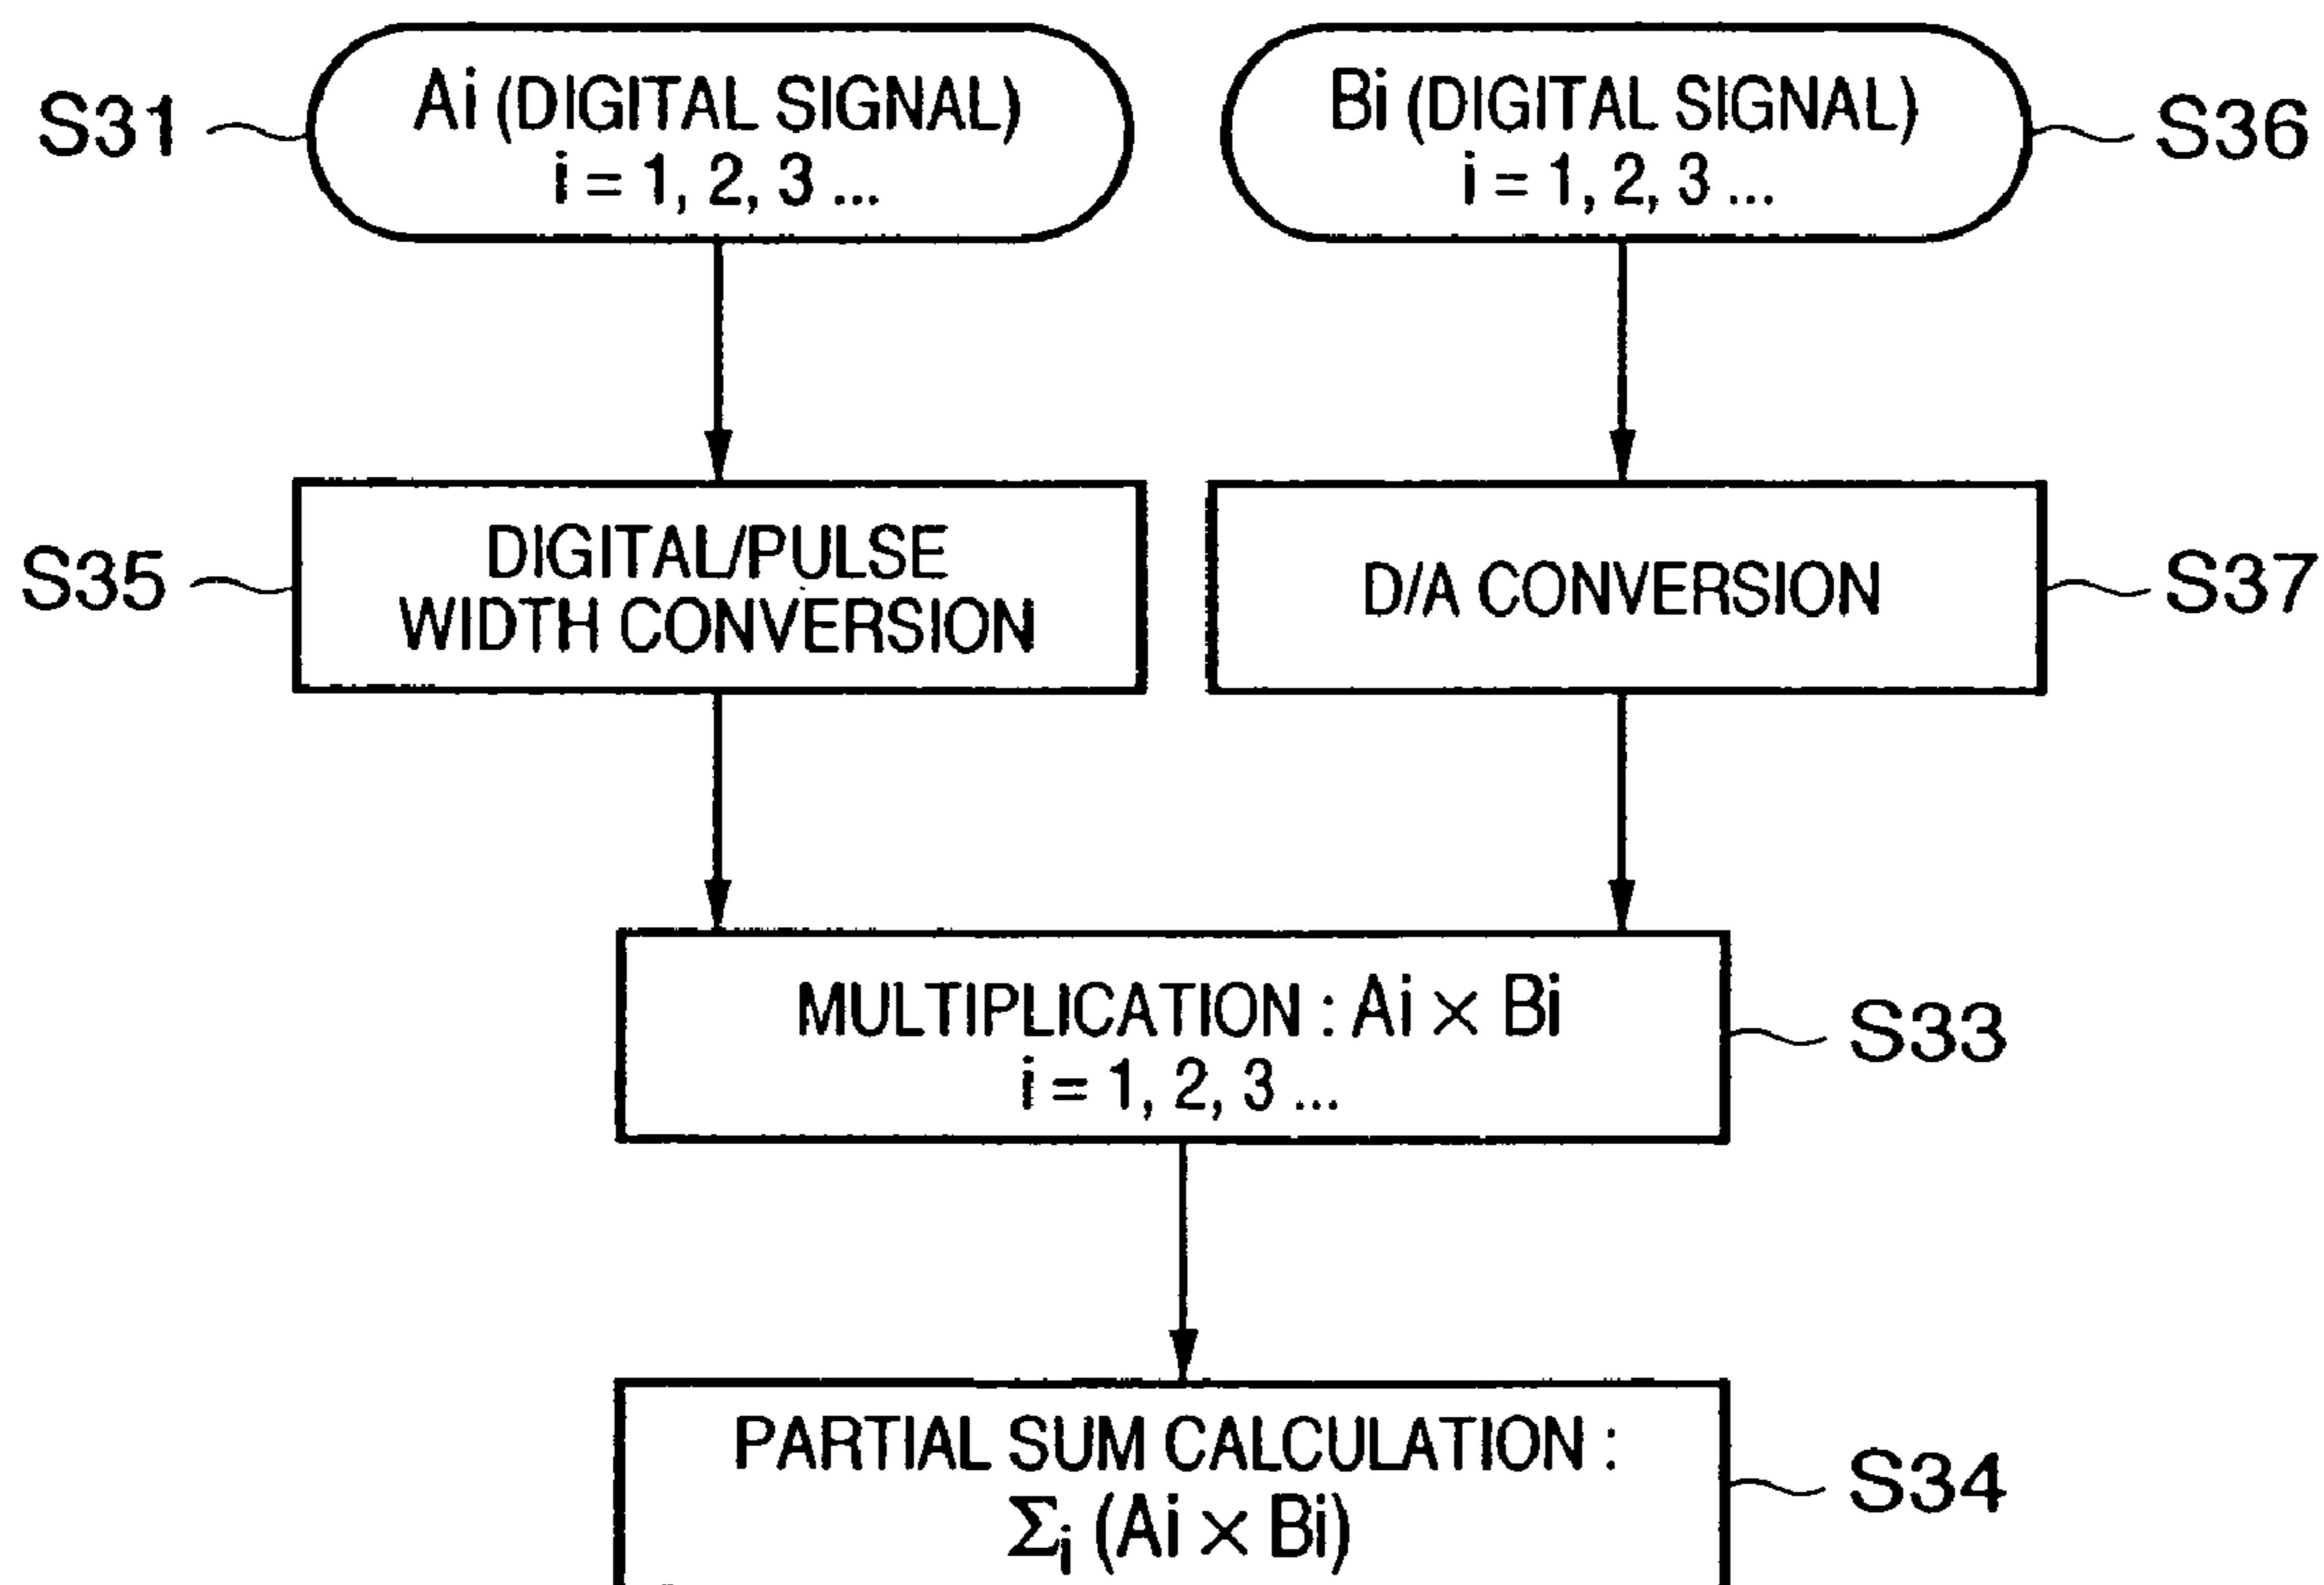 S31
Ai (DIGITAL SIGNAL)
i = 1, 2, 3 ...
Bi (DIGITAL SIGNAL)
i = 1, 2, 3 ...
S36
S35
DIGITAL/PULSE
WIDTH CONVERSION
D/A CONVERSION
S37
MULTIPLICATION : Ai × Bi
i = 1, 2, 3 ...
S33
PARTIAL SUM CALCULATION :
Σi (Ai × Bi)
S34